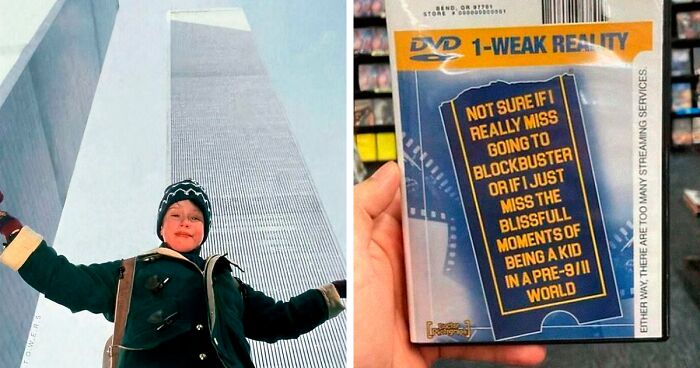 TOWERS
BEND, OR 97701
DVD 1-WEAK REALITY
NOT SURE IF I
REALLY MISS
GOING TO
BLOCKBUSTER
OR IF I JUST
MISS THE
BLISSFULL
MOMENTS OF
BEING A KID
IN A PRE-9/11
WORLD
EITHER WAY, THERE ARE TOO MANY STREAMING SERVICES.